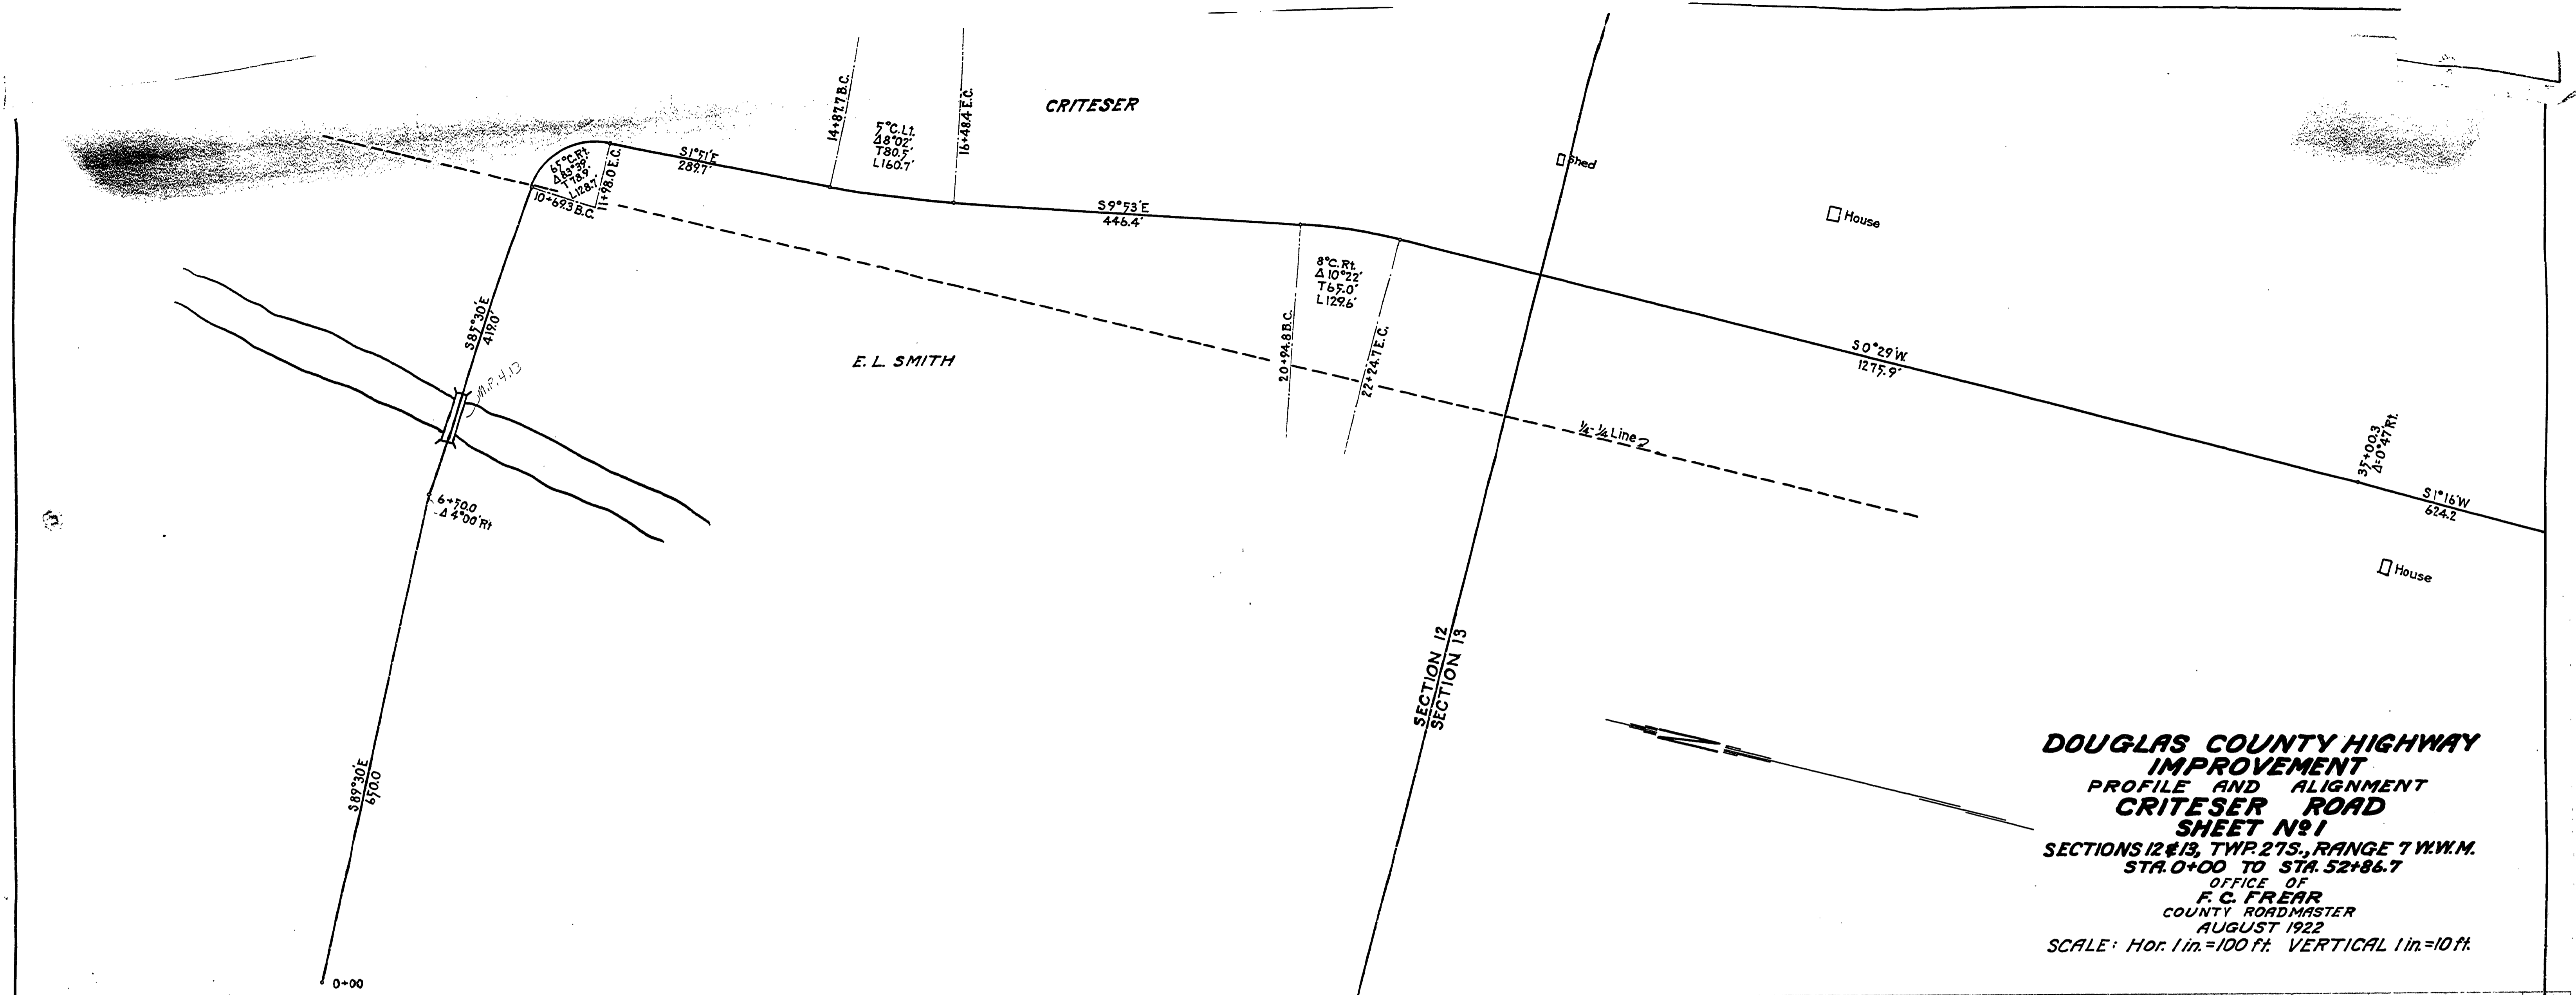 CRITESER
14+87.7 B.C.
5°C.Lt.
Δ8°02'
T80.5'
L160.7'
16+48.4 E.C.
65°C.Rt.
Δ83°39'
T78.9'
L128.7'
10+69.3 B.C.
11+98.0 E.C.
S1°51'E
289.7'
S9°53'E
446.4'
Shed
House
8°C.Rt.
Δ10°22'
T65.0'
L129.6'
20+94.8 B.C.
22+24.7 E.C.
S85°30'E
419.0'
M.P. 4.13
E. L. SMITH
S0°29'W.
1275.9'
¼-¼ Line
35+00.3
Δ=0°47' Rt.
S1°16'W
624.2
6+50.0
Δ4°00' Rt
House
SECTION 12
SECTION 13
S89°30'E
650.0
0+00
N
DOUGLAS COUNTY HIGHWAY
IMPROVEMENT
PROFILE AND ALIGNMENT
CRITESER ROAD
SHEET Nº 1
SECTIONS 12 & 13, TWP. 27S., RANGE 7 W.W.M.
STA. 0+00 TO STA. 52+86.7
OFFICE OF
F. C. FREAR
COUNTY ROADMASTER
AUGUST 1922
SCALE: Hor. 1 in. = 100 ft. VERTICAL 1 in. = 10 ft.